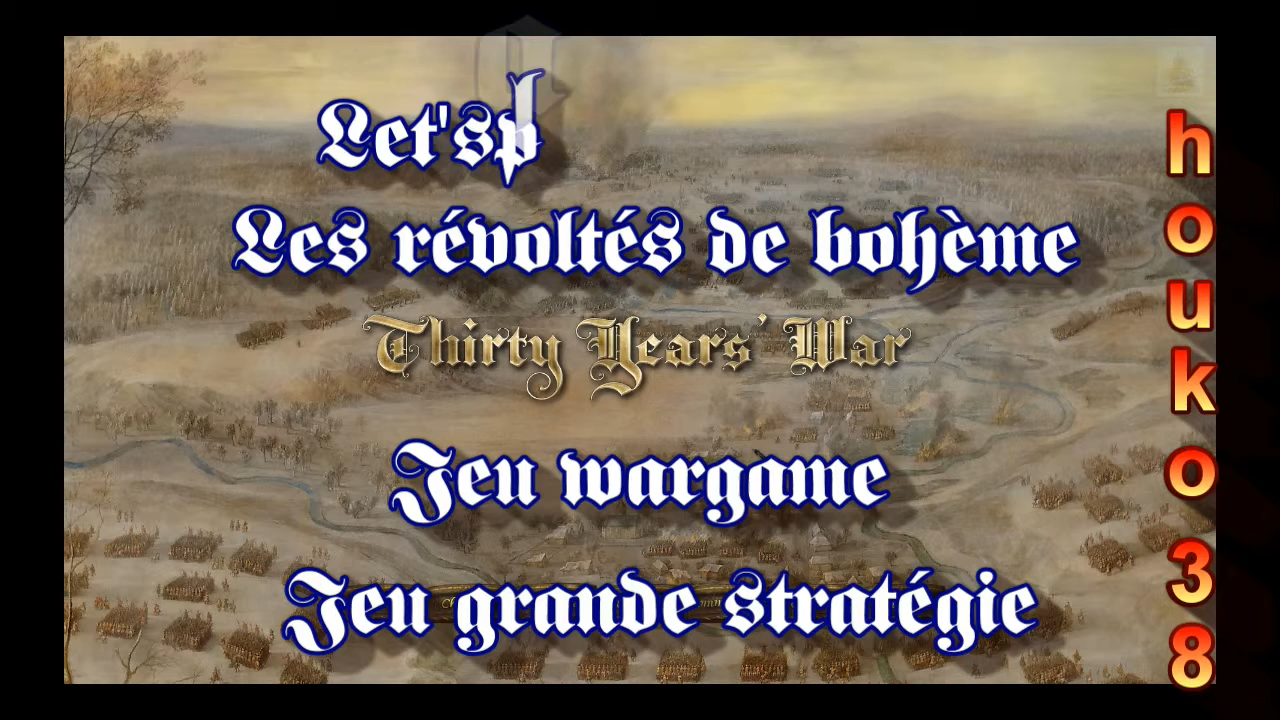 Let'sp
Les révoltés de bohème
Thirty Years' War
Jeu wargame
Jeu grande stratégie
houko38